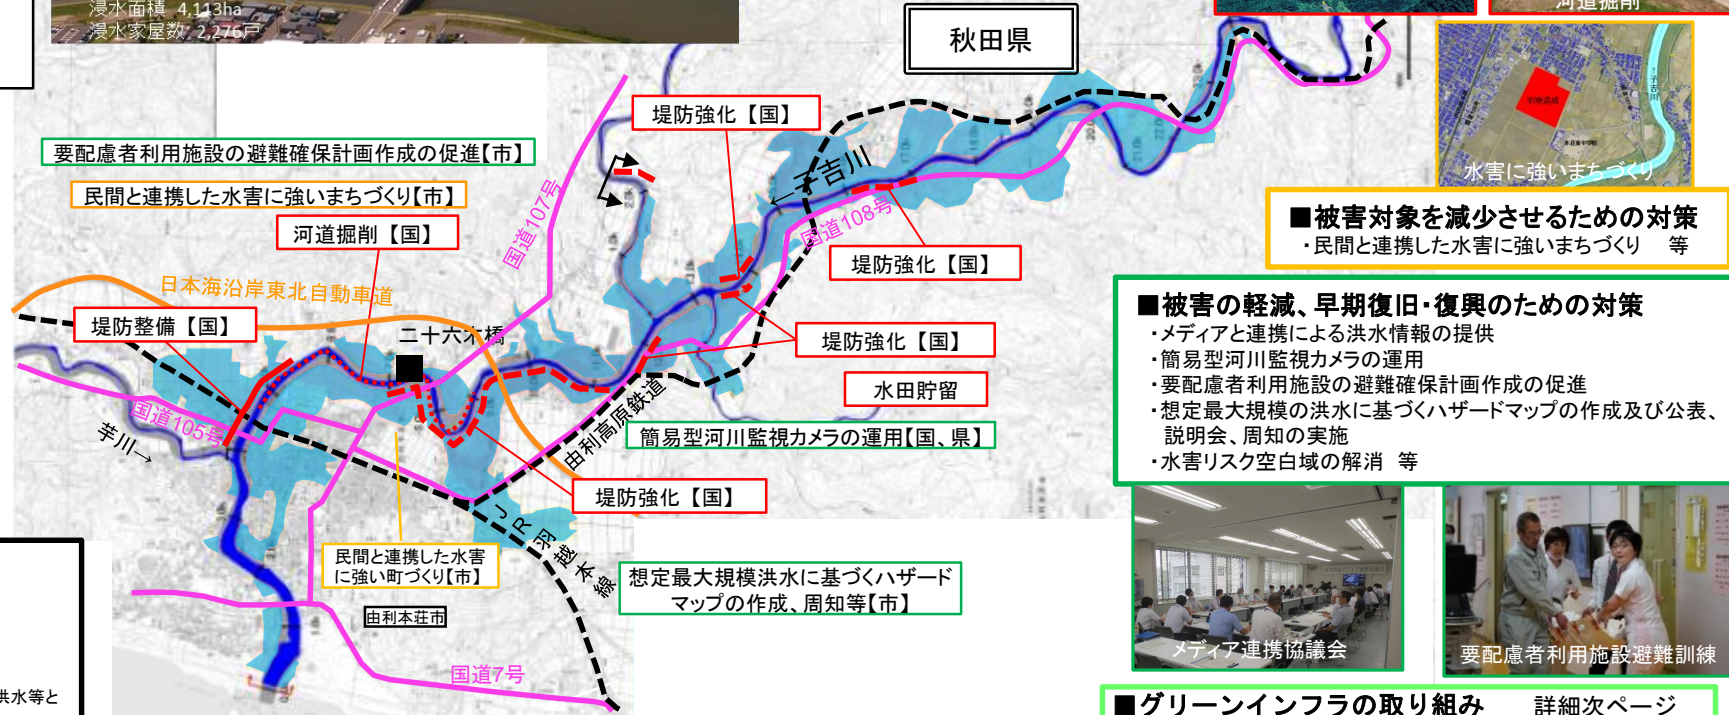 浸水面積 4,113ha
浸水家屋数 2,276戸
秋田県
河道掘削
堤防強化【国】
要配慮者利用施設の避難確保計画作成の促進【市】
民間と連携した水害に強いまちづくり【市】
河道掘削【国】
国道107号
子吉川
国道108号
堤防強化【国】
日本海沿岸東北自動車道
堤防整備【国】
二十六木橋
堤防強化【国】
水田貯留
国道105号
芋川→
由利高原鉄道
簡易型河川監視カメラの運用【国、県】
堤防強化【国】
JR羽越本線
民間と連携した水害
に強い町づくり【市】
想定最大規模洪水に基づくハザード
マップの作成、周知等【市】
由利本荘市
国道7号
洪水等と
子吉川
水害に強いまちづくり
■被害対象を減少させるための対策
・民間と連携した水害に強いまちづくり 等
■被害の軽減、早期復旧・復興のための対策
・メディアと連携による洪水情報の提供
・簡易型河川監視カメラの運用
・要配慮者利用施設の避難確保計画作成の促進
・想定最大規模の洪水に基づくハザードマップの作成及び公表、
説明会、周知の実施
・水害リスク空白域の解消 等
メディア連携協議会
要配慮者利用施設避難訓練
■グリーンインフラの取り組み 詳細次ページ